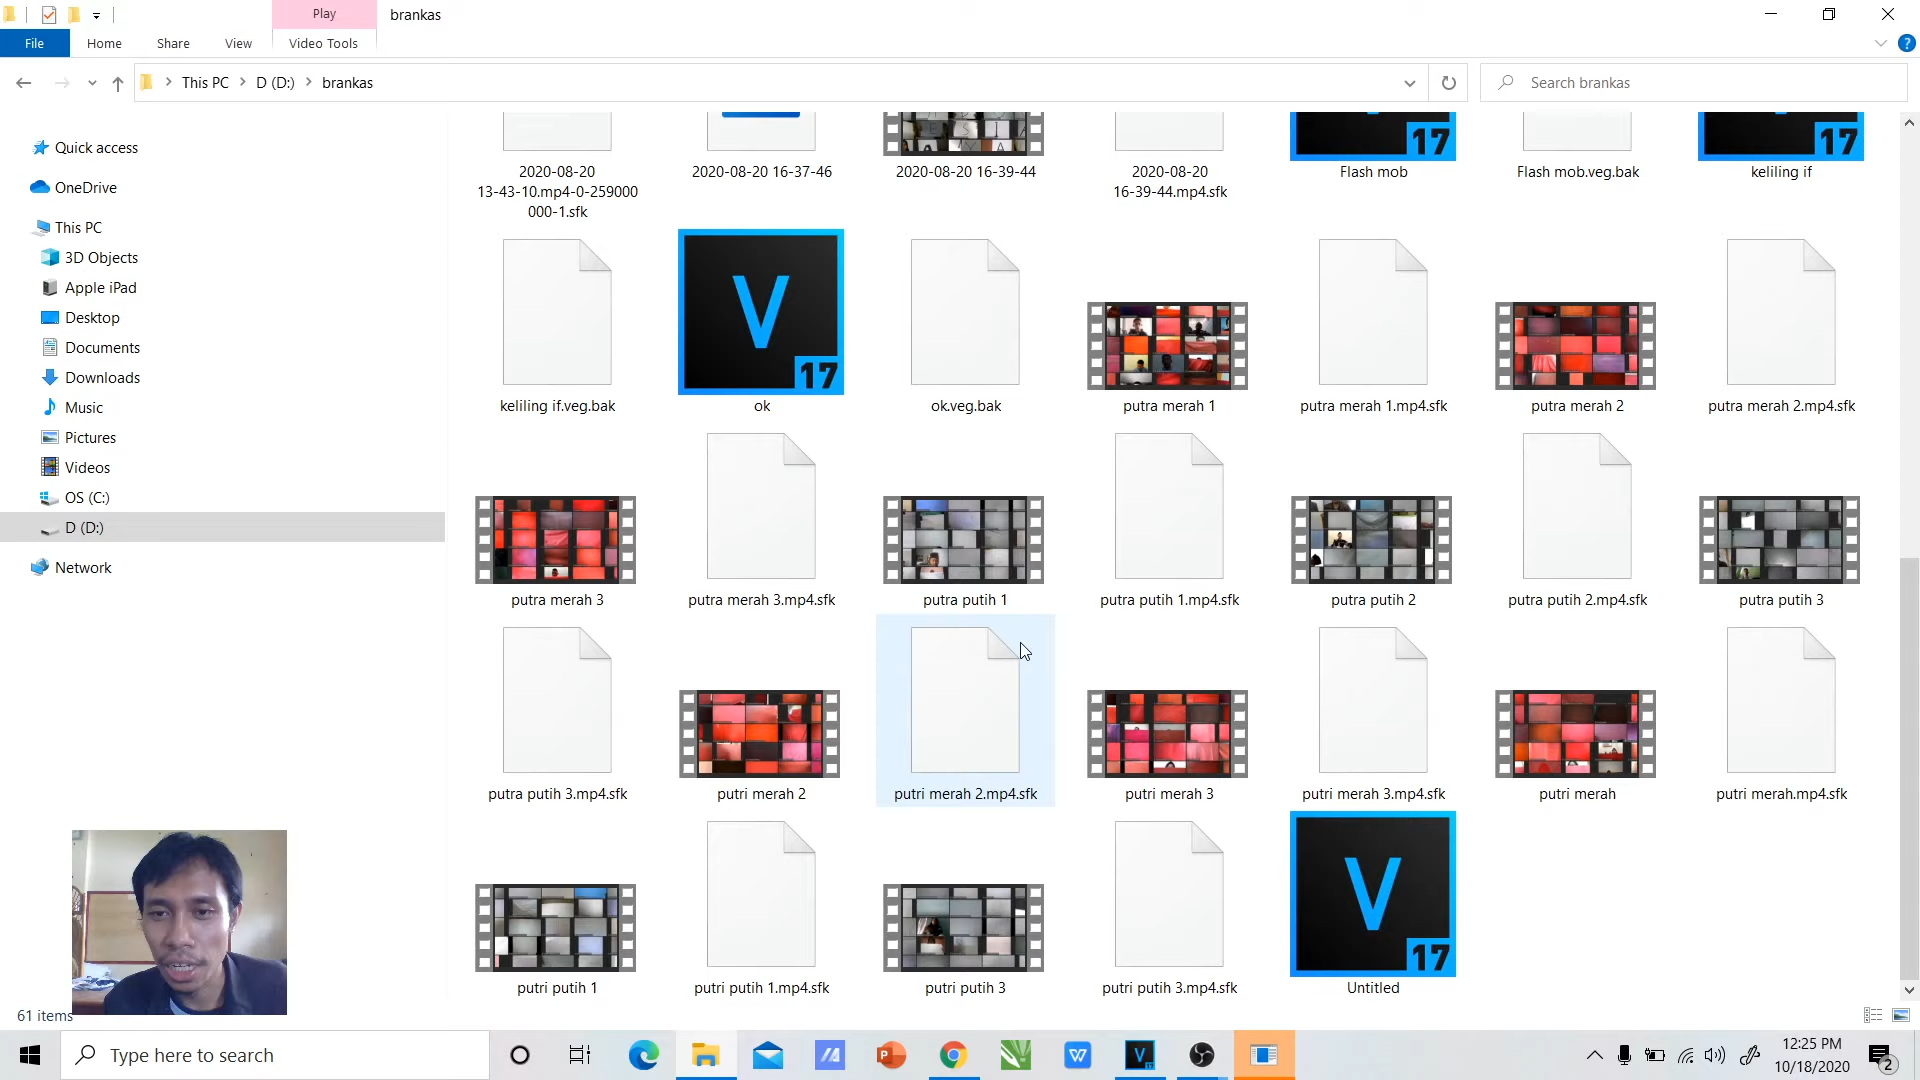 Play
brankas
File
Home
Share
View
Video Tools
This PC
D (D:)
brankas
Search brankas
Quick access
OneDrive
This PC
3D Objects
Apple iPad
Desktop
Documents
Downloads
Music
Pictures
Videos
OS (C:)
D (D:)
Network
2020-08-20
13-43-10.mp4-0-259000
000-1.sfk
2020-08-20 16-37-46
2020-08-20 16-39-44
2020-08-20
16-39-44.mp4.sfk
17
Flash mob
Flash mob.veg.bak
17
keliling if
keliling if.veg.bak
V
17
ok
ok.veg.bak
putra merah 1
putra merah 1.mp4.sfk
putra merah 2
putra merah 2.mp4.sfk
putra merah 3
putra merah 3.mp4.sfk
putra putih 1
putra putih 1.mp4.sfk
putra putih 2
putra putih 2.mp4.sfk
putra putih 3
putra putih 3.mp4.sfk
putri merah 2
putri merah 2.mp4.sfk
putri merah 3
putri merah 3.mp4.sfk
putri merah
putri merah.mp4.sfk
putri putih 1
putri putih 1.mp4.sfk
putri putih 3
putri putih 3.mp4.sfk
V
17
Untitled
61 items
Type here to search
12:25 PM
10/18/2020
2